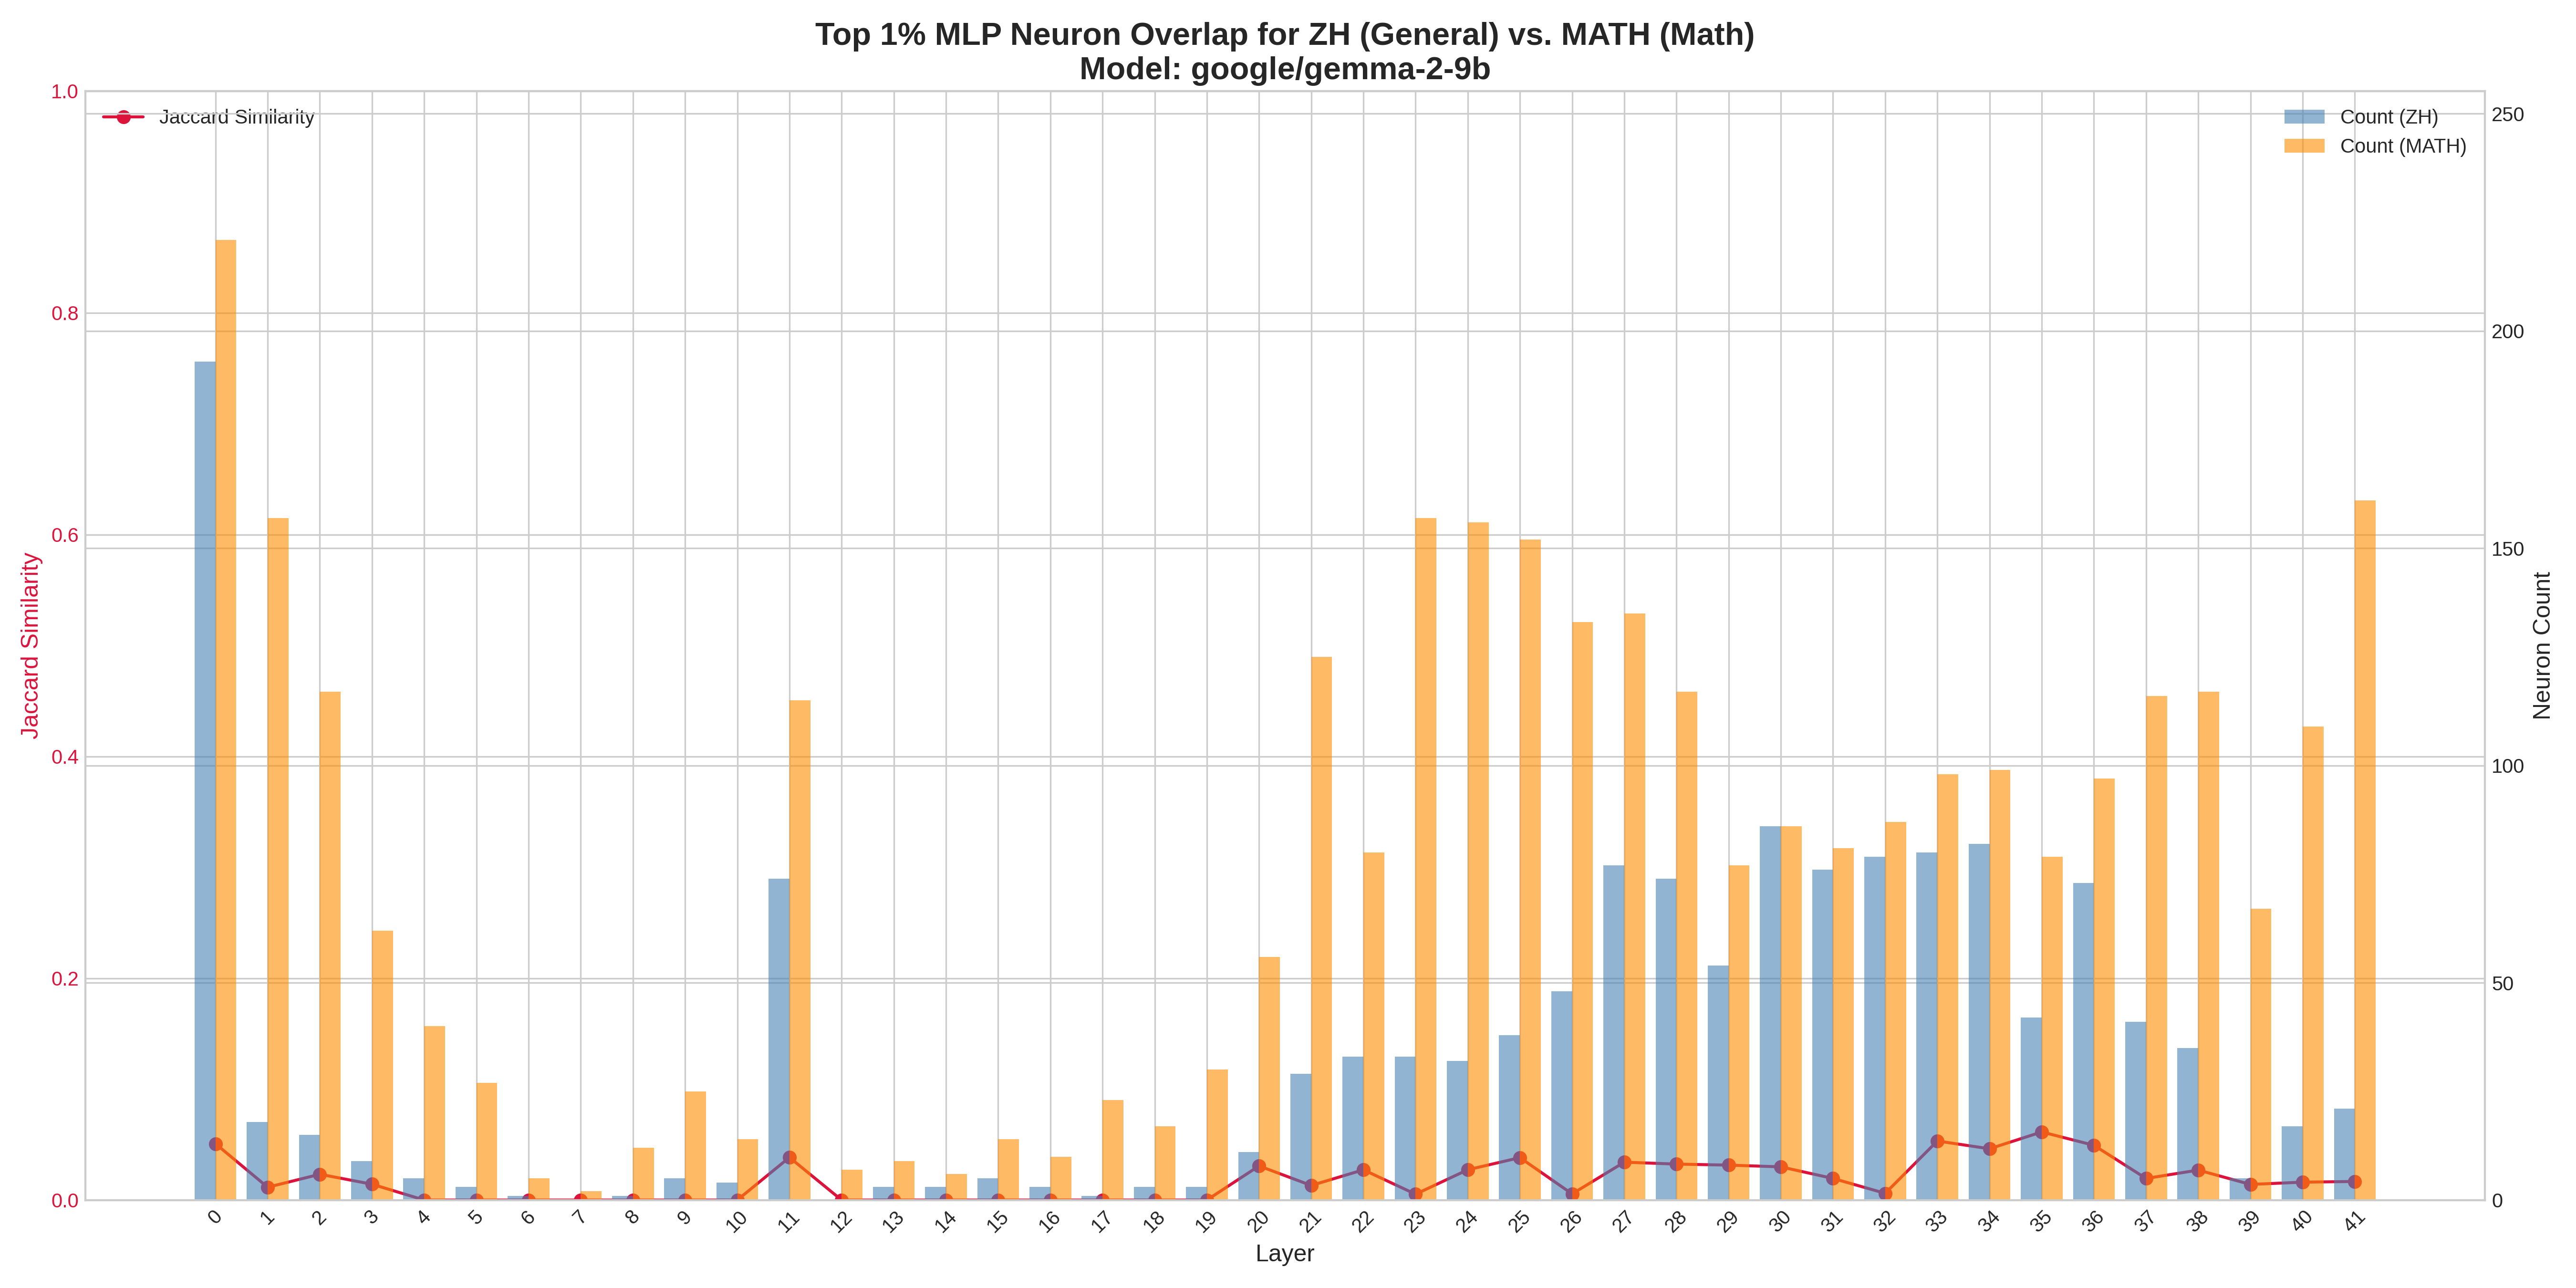 Top 1% MLP Neuron Overlap for ZH (General) vs. MATH (Math)
Model: google/gemma-2-9b
Jaccard Similarity
Count (ZH)
Count (MATH)
Jaccard Similarity
1.0
0.8
0.6
0.4
0.2
0.0
250
200
150
100
50
0
Neuron Count
0 1 2 3 4 5 6 7 8 9 10 11 12 13 14 15 16 17 18 19 20 21 22 23 24 25 26 27 28 29 30 31 32 33 34 35 36 37 38 39 40 41
Layer